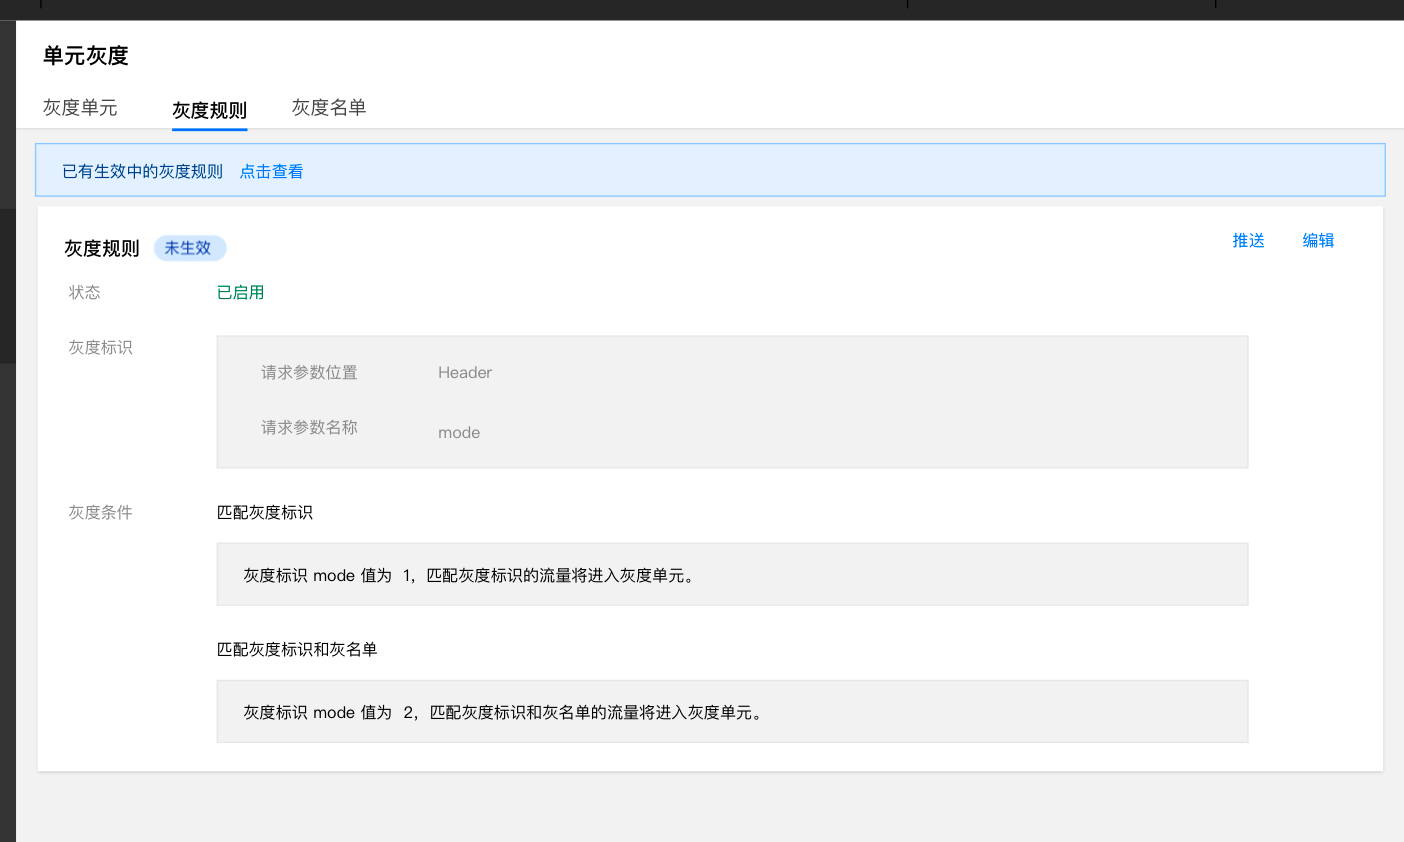 单元灰度
灰度单元 灰度规则 灰度名单
已有生效中的灰度规则 点击查看
灰度规则 未生效 推送 编辑
状态 已启用
灰度标识
请求参数位置 Header
请求参数名称 mode
灰度条件 匹配灰度标识
灰度标识 mode 值为 1，匹配灰度标识的流量将进入灰度单元。
匹配灰度标识和灰名单
灰度标识 mode 值为 2，匹配灰度标识和灰名单的流量将进入灰度单元。